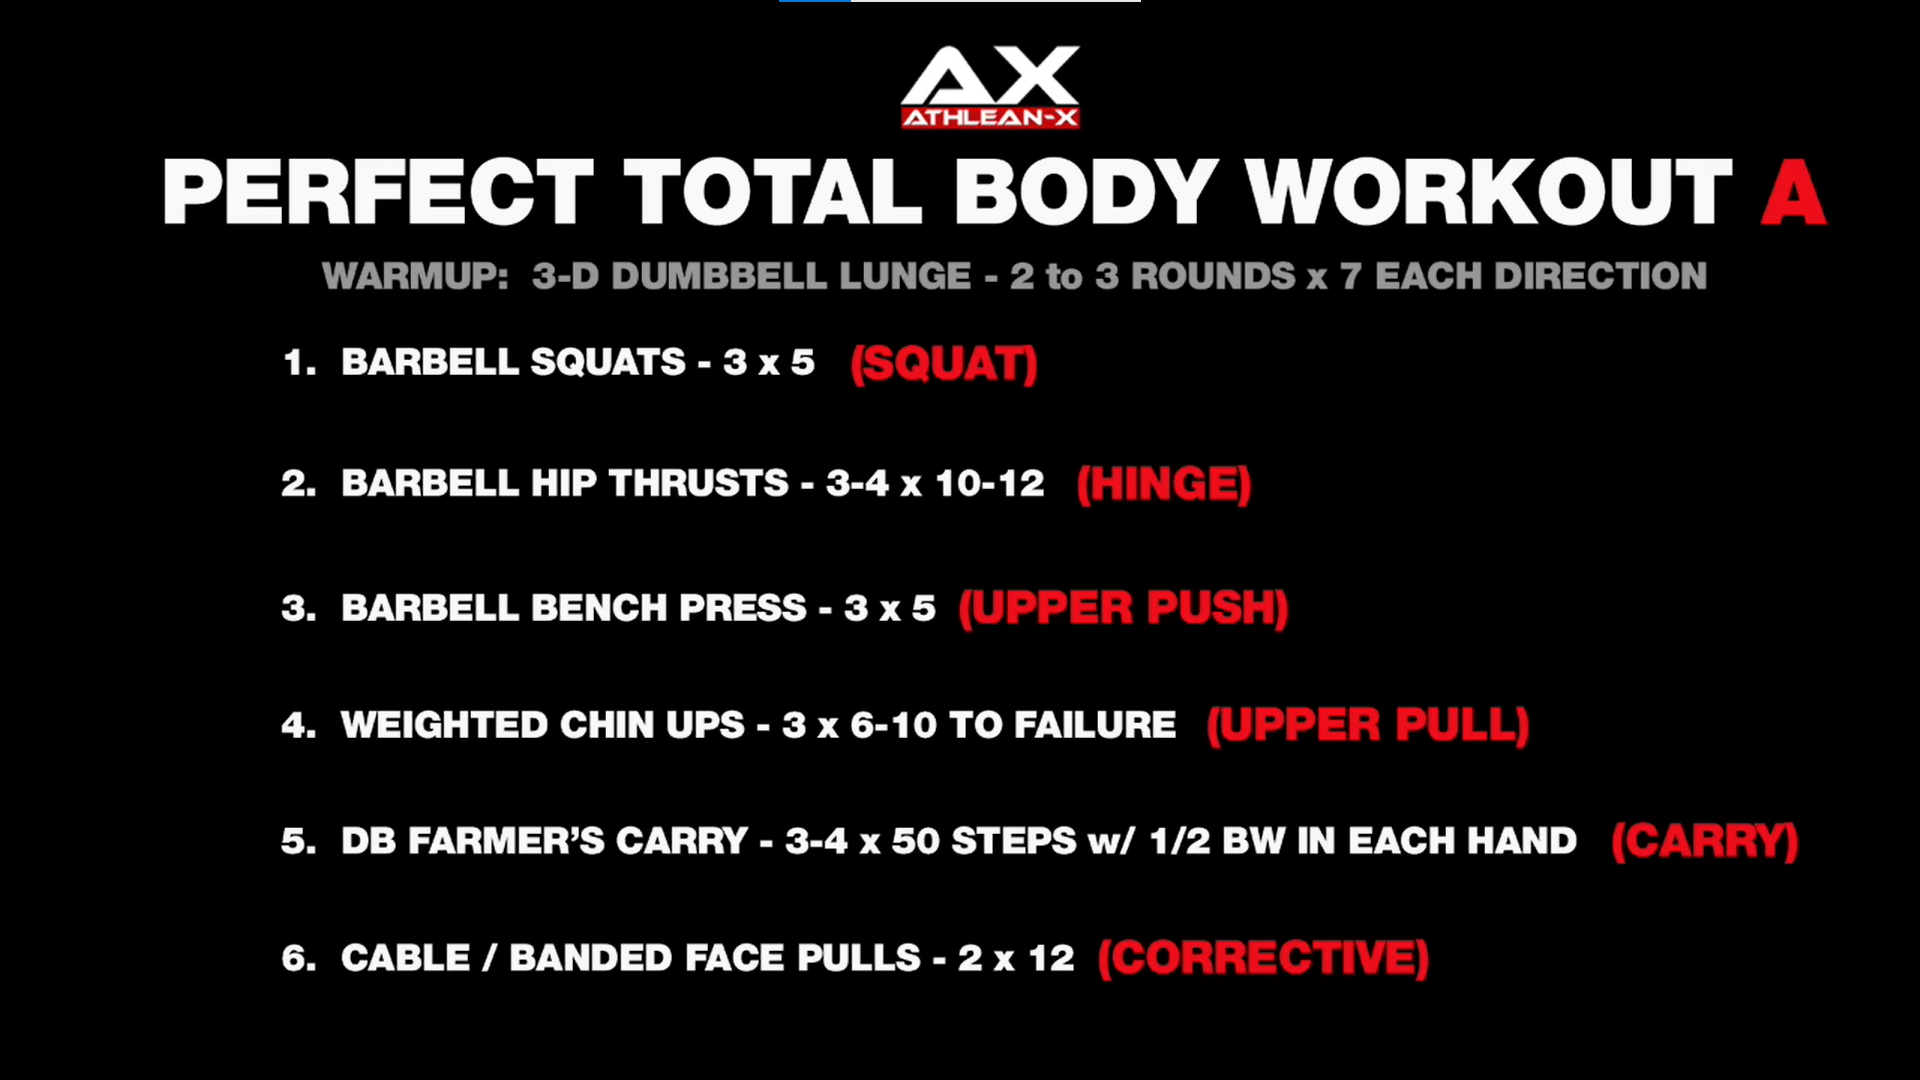 AX
ATHLEAN-X
PERFECT TOTAL BODY WORKOUT A
WARMUP: 3-D DUMBBELL LUNGE - 2 to 3 ROUNDS x 7 EACH DIRECTION
1. BARBELL SQUATS - 3 x 5 (SQUAT)
2. BARBELL HIP THRUSTS - 3-4 x 10-12 (HINGE)
3. BARBELL BENCH PRESS - 3 x 5 (UPPER PUSH)
4. WEIGHTED CHIN UPS - 3 x 6-10 TO FAILURE (UPPER PULL)
5. DB FARMER’S CARRY - 3-4 x 50 STEPS w/ 1/2 BW IN EACH HAND (CARRY)
6. CABLE / BANDED FACE PULLS - 2 x 12 (CORRECTIVE)